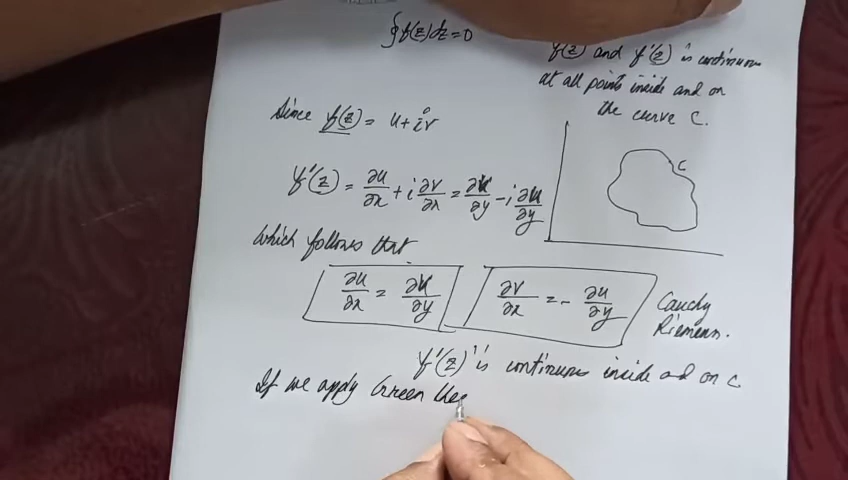 ∮f(z)dz=0
f(z) and f'(z) is continuous
at all points inside and on
the curve C.
Since f(z) = u+iv
C
f'(z) = ∂u/∂x + i ∂v/∂x = ∂v/∂y - i ∂u/∂y
Which follows that
∂u/∂x = ∂v/∂y   ∂v/∂x = - ∂u/∂y   Cauchy
Riemann.
f'(z) is continuous inside and on c
If we apply Green the